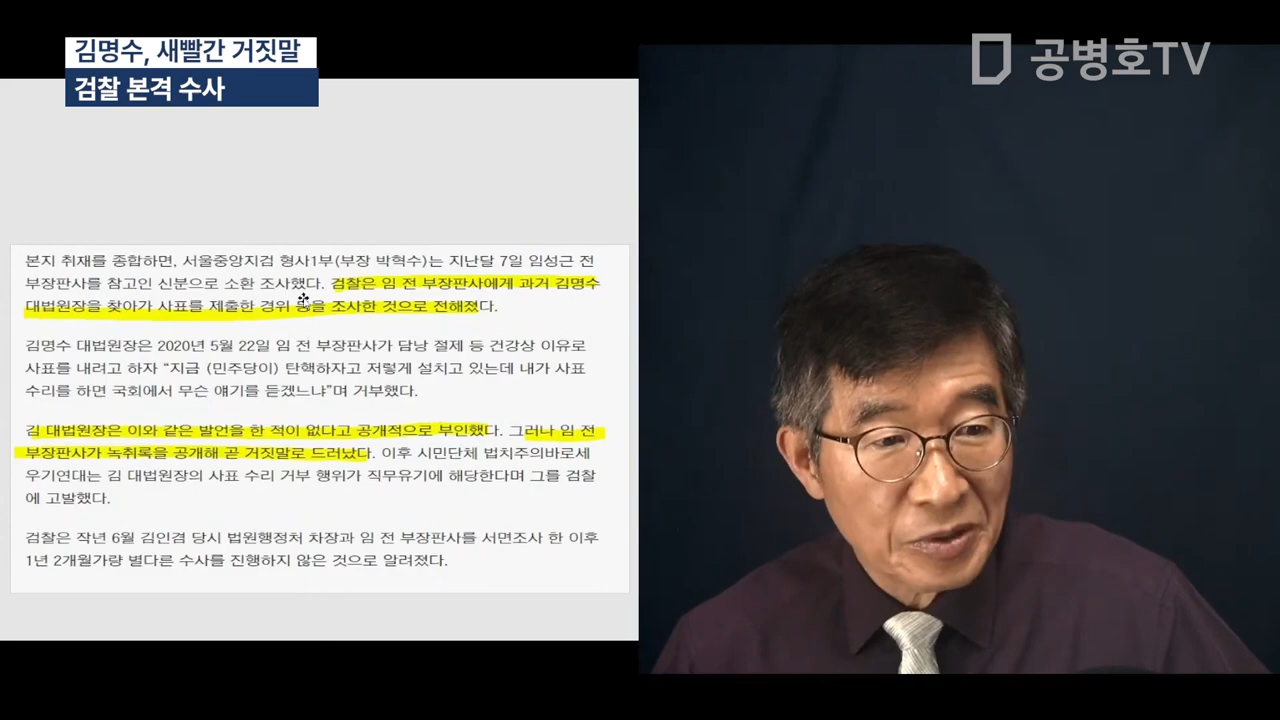 김명수, 새빨간 거짓말
검찰 본격 수사
공병호TV
본지 취재를 종합하면, 서울중앙지검 형사1부(부장 박혁수)는 지난달 7일 임성근 전
부장판사를 참고인 신분으로 소환 조사했다. 검찰은 임 전 부장판사에게 과거 김명수
대법원장을 찾아가 사표를 제출한 경위 등을 조사한 것으로 전해졌다.
김명수 대법원장은 2020년 5월 22일 임 전 부장판사가 담낭 절제 등 건강상 이유로
사표를 내려고 하자 “지금 (민주당이) 탄핵하자고 저렇게 설치고 있는데 내가 사표
수리를 하면 국회에서 무슨 얘기를 듣겠느냐”며 거부했다.
김 대법원장은 이와 같은 발언을 한 적이 없다고 공개적으로 부인했다. 그러나 임 전
부장판사가 녹취록을 공개해 곧 거짓말로 드러났다. 이후 시민단체 법치주의바로세
우기연대는 김 대법원장의 사표 수리 거부 행위가 직무유기에 해당한다며 그를 검찰
에 고발했다.
검찰은 작년 6월 김인겸 당시 법원행정처 차장과 임 전 부장판사를 서면조사 한 이후
1년 2개월가량 별다른 수사를 진행하지 않은 것으로 알려졌다.